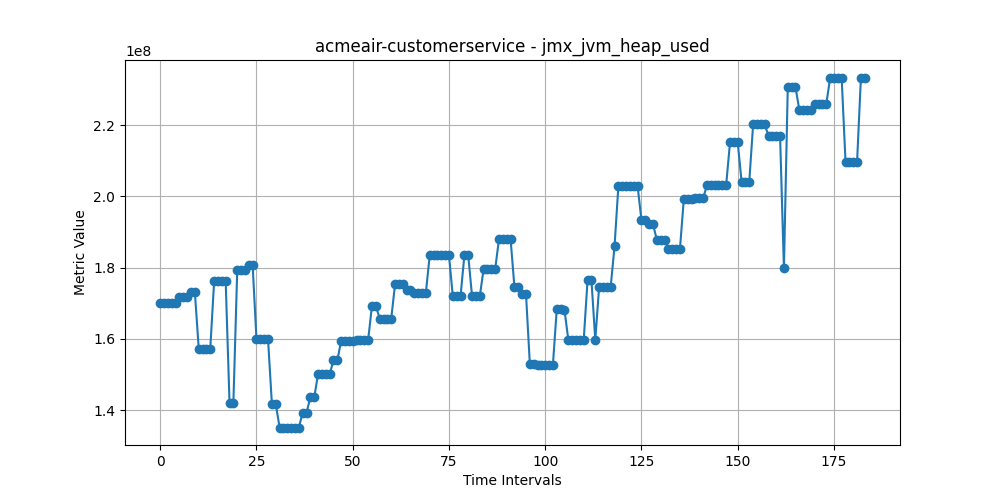 acmeair-customerservice - jmx_jvm_heap_used
1e8
2.2
2.0
1.8
1.6
1.4
Metric Value
0 25 50 75 100 125 150 175
Time Intervals